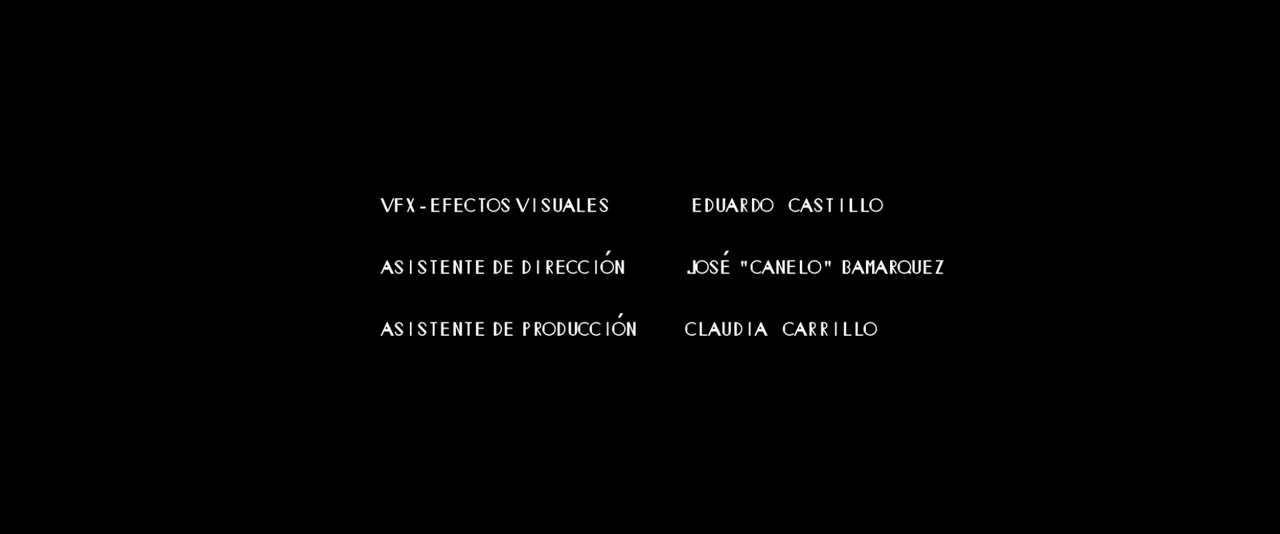 VFX - EFECTOS VISUALES EDUARDO CASTILLO
ASISTENTE DE DIRECCIÓN JOSÉ "CANELO" BAMARQUEZ
ASISTENTE DE PRODUCCIÓN CLAUDIA CARRILLO